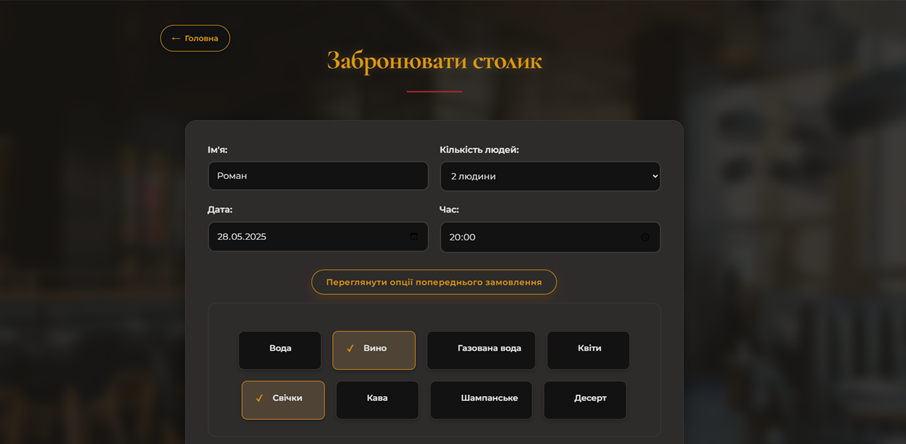 ← Головна
Забронювати столик
Ім'я: Кількість людей:
Роман 2 людини
Дата: Час:
28.05.2025 20:00
Переглянути опції попереднього замовлення
Вода ✓ Вино Газована вода Квіти
✓ Свічки Кава Шампанське Десерт